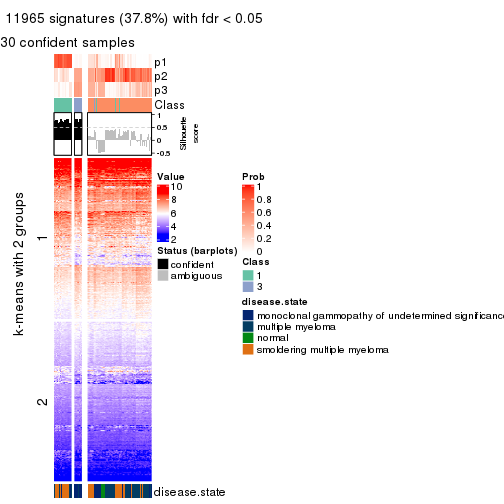 11965 signatures (37.8%) with fdr < 0.05
30 confident samples
p1
p2
p3
Class
1
0.5
0
-0.5
Silhouette
score
k-means with 2 groups
1
2
disease.state
Value
10
8
6
4
2
Status (barplots)
confident
ambiguous
Prob
1
0.8
0.6
0.4
0.2
0
Class
1
3
disease.state
monoclonal gammopathy of undetermined significance
multiple myeloma
normal
smoldering multiple myeloma